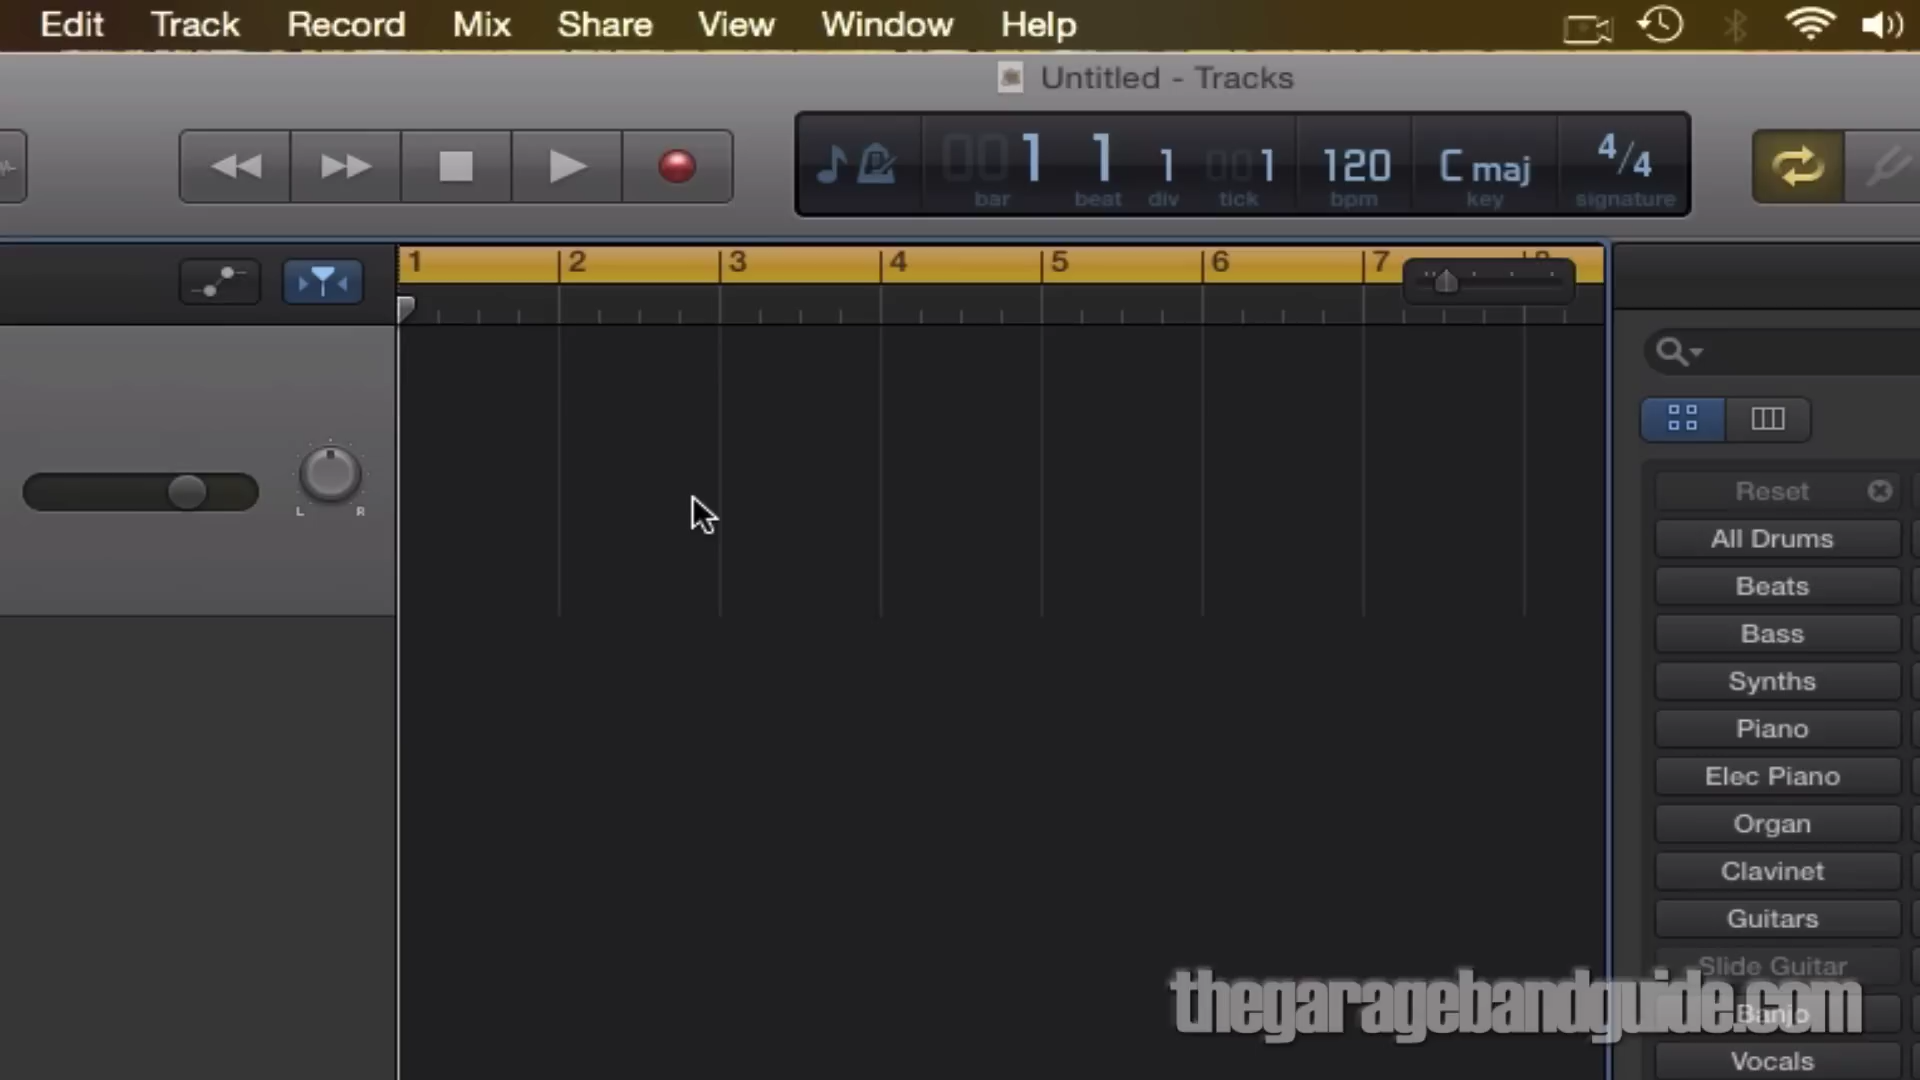 Edit Track Record Mix Share View Window Help
Untitled - Tracks
001 1 1 001 120 C maj 4/4
bar beat div tick bpm key signature
1 2 3 4 5 6 7
L R
Reset
All Drums
Beats
Bass
Synths
Piano
Elec Piano
Organ
Clavinet
Guitars
Slide Guitar
thegaragebandguide.com
Banjo
Vocals